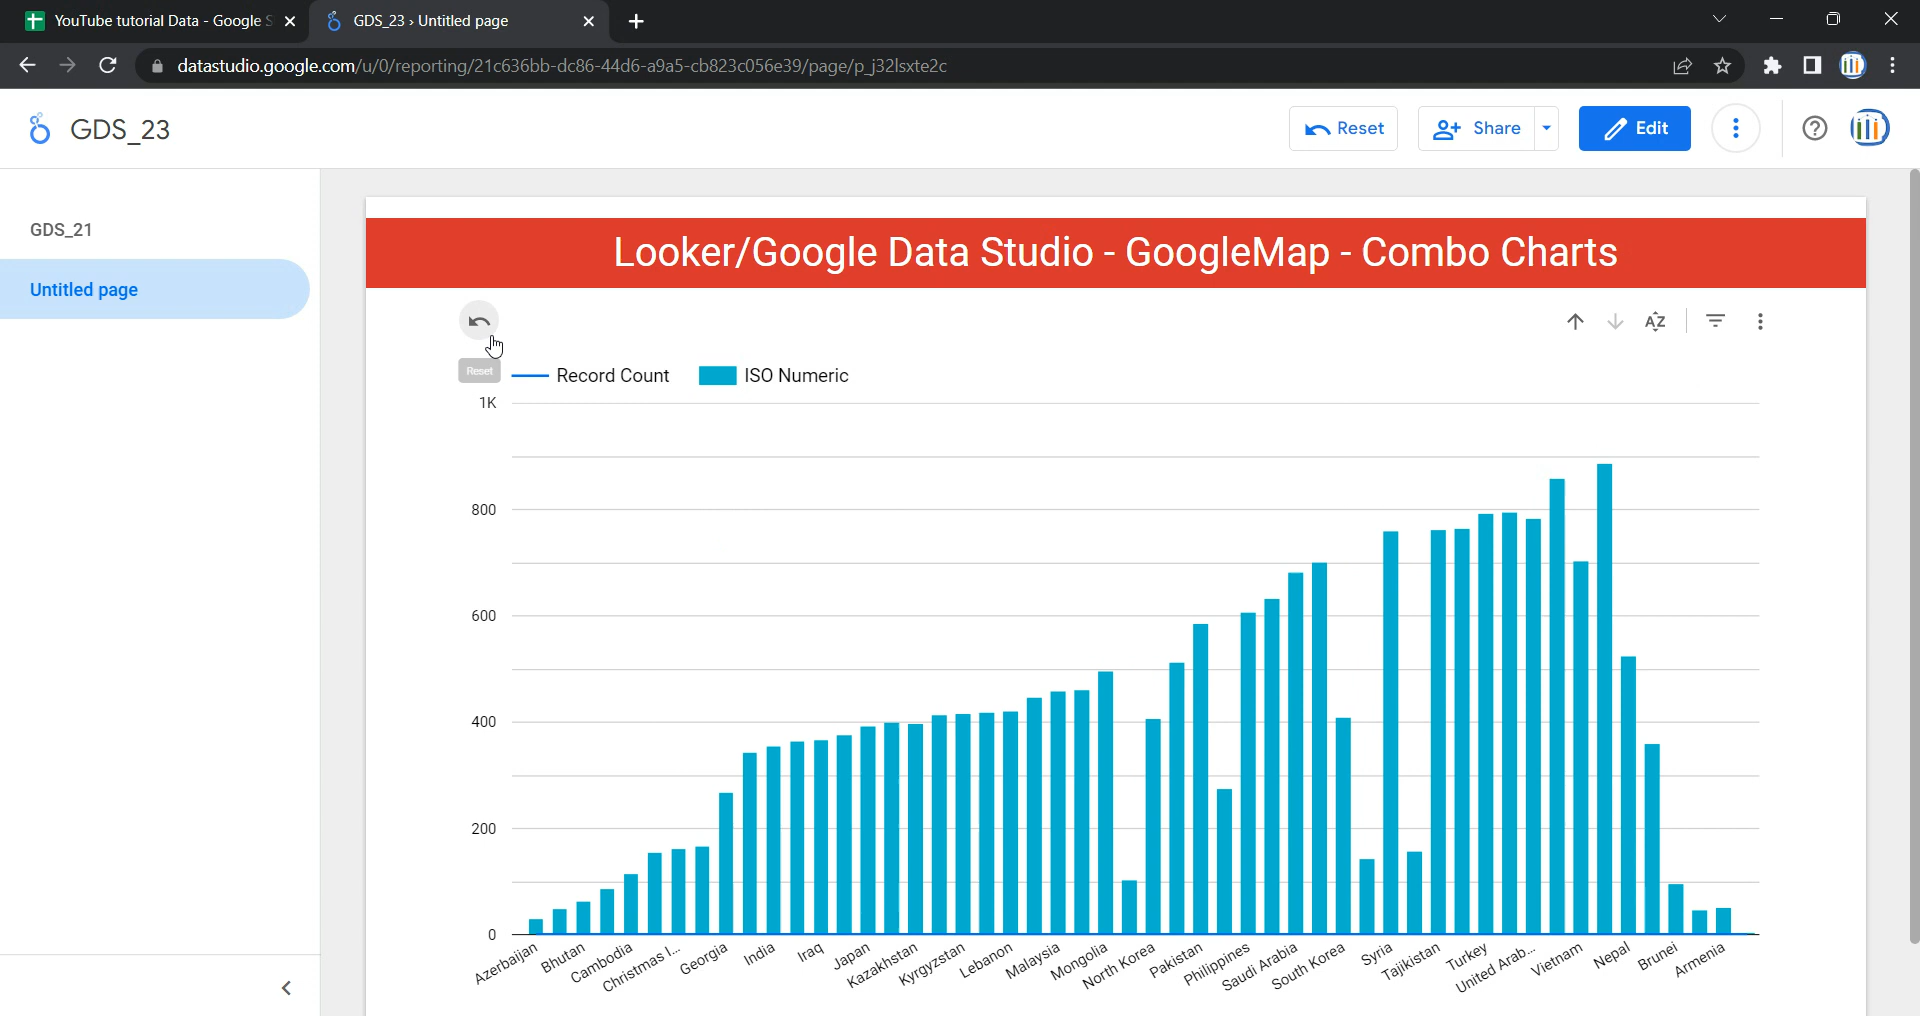 YouTube tutorial Data - Google S
GDS_23 › Untitled page
datastudio.google.com/u/0/reporting/21c636bb-dc86-44d6-a9a5-cb823c056e39/page/p_j32lsxte2c
GDS_23
Reset
Share
Edit
GDS_21
Untitled page
Looker/Google Data Studio - GoogleMap - Combo Charts
AZ
Reset
Record Count
ISO Numeric
1K
800
600
400
200
0
Azerbaijan
Bhutan
Cambodia
Christmas I...
Georgia
India
Iraq
Japan
Kazakhstan
Kyrgyzstan
Lebanon
Malaysia
Mongolia
North Korea
Pakistan
Philippines
Saudi Arabia
South Korea
Syria
Tajikistan
Turkey
United Arab...
Vietnam
Nepal
Brunei
Armenia